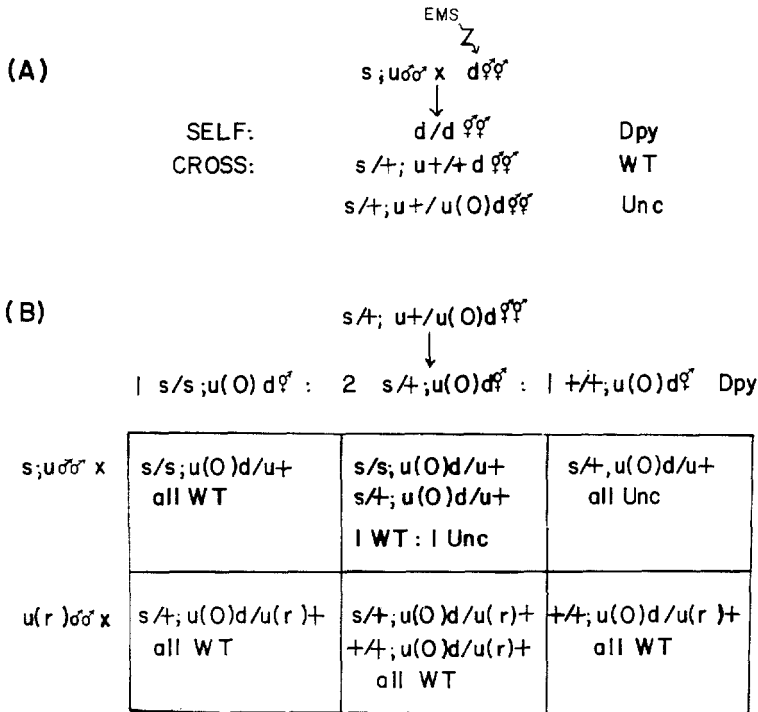 EMS
(A)
s;u⚦⚦ x d⚥⚥
SELF: d/d ⚥⚥ Dpy
CROSS: s/+; u+/+d ⚥⚥ WT
s/+;u+/u(O)d⚥⚥ Unc
(B)
s/+; u+/u(O)d⚥⚥
1 s/s;u(O)d⚥ : 2 s/+;u(O)d⚥ : 1 +/+;u(O)d⚥ Dpy
s;u♂♂ x s/s;u(O)d/u+ s/s;u(O)d/u+ s/+,u(O)d/u+
all WT s/+;u(O)d/u+ all Unc
1 WT : 1 Unc
u(r)♂♂ x s/+;u(O)d/u(r)+ s/+;u(O)d/u(r)+ +/+;u(O)d/u(r)+
all WT +/+;u(O)d/u(r)+ all WT
all WT